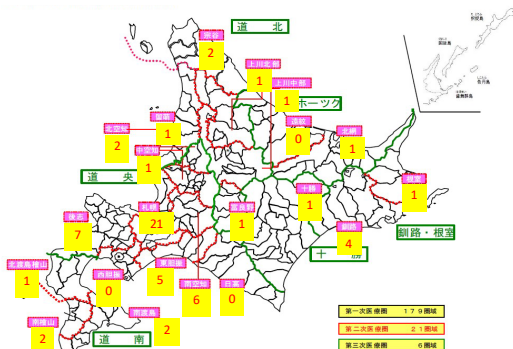 道 北
宗谷
2
上川北部
1
上川中部
1
ホーツク
遠紋
0
北網
1
留萌
1
北空知
2
中空知
1
道 央
根室
1
釧路・根室
札幌
21
富良野
1
十勝
1
釧路
4
十 勝
後志
7
北渡島檜山
1
西胆振
0
東胆振
5
南空知
6
日高
0
南渡島
2
南檜山
2
道 南
第一次医療圏 179圏域
第二次医療圏 21圏域
第三次医療圏 6圏域